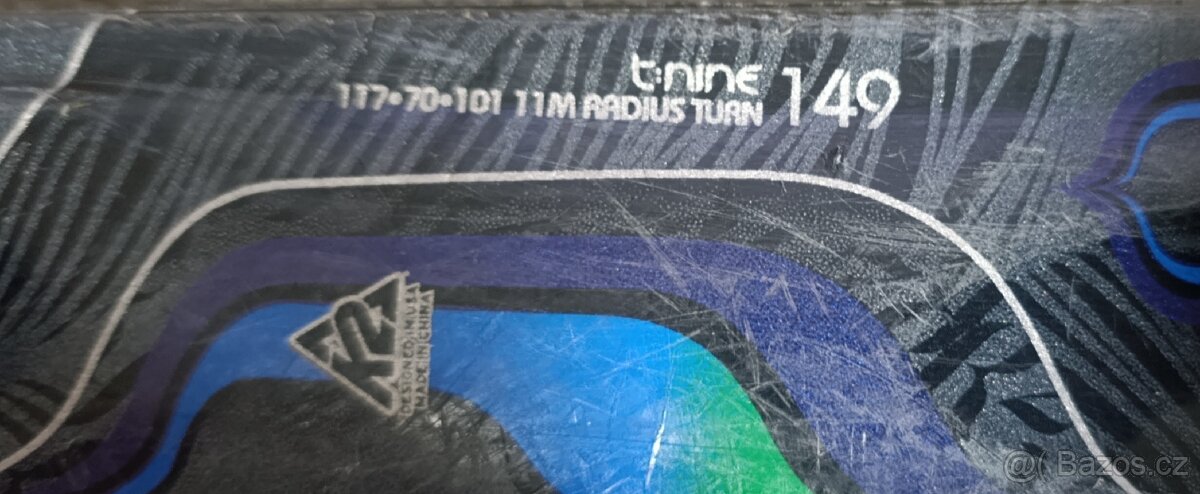 t:nine 149
117•70•101 11M RADIUS TURN
K2
DESIGNED IN USA
MADE IN CHINA
@( Bazos.cz